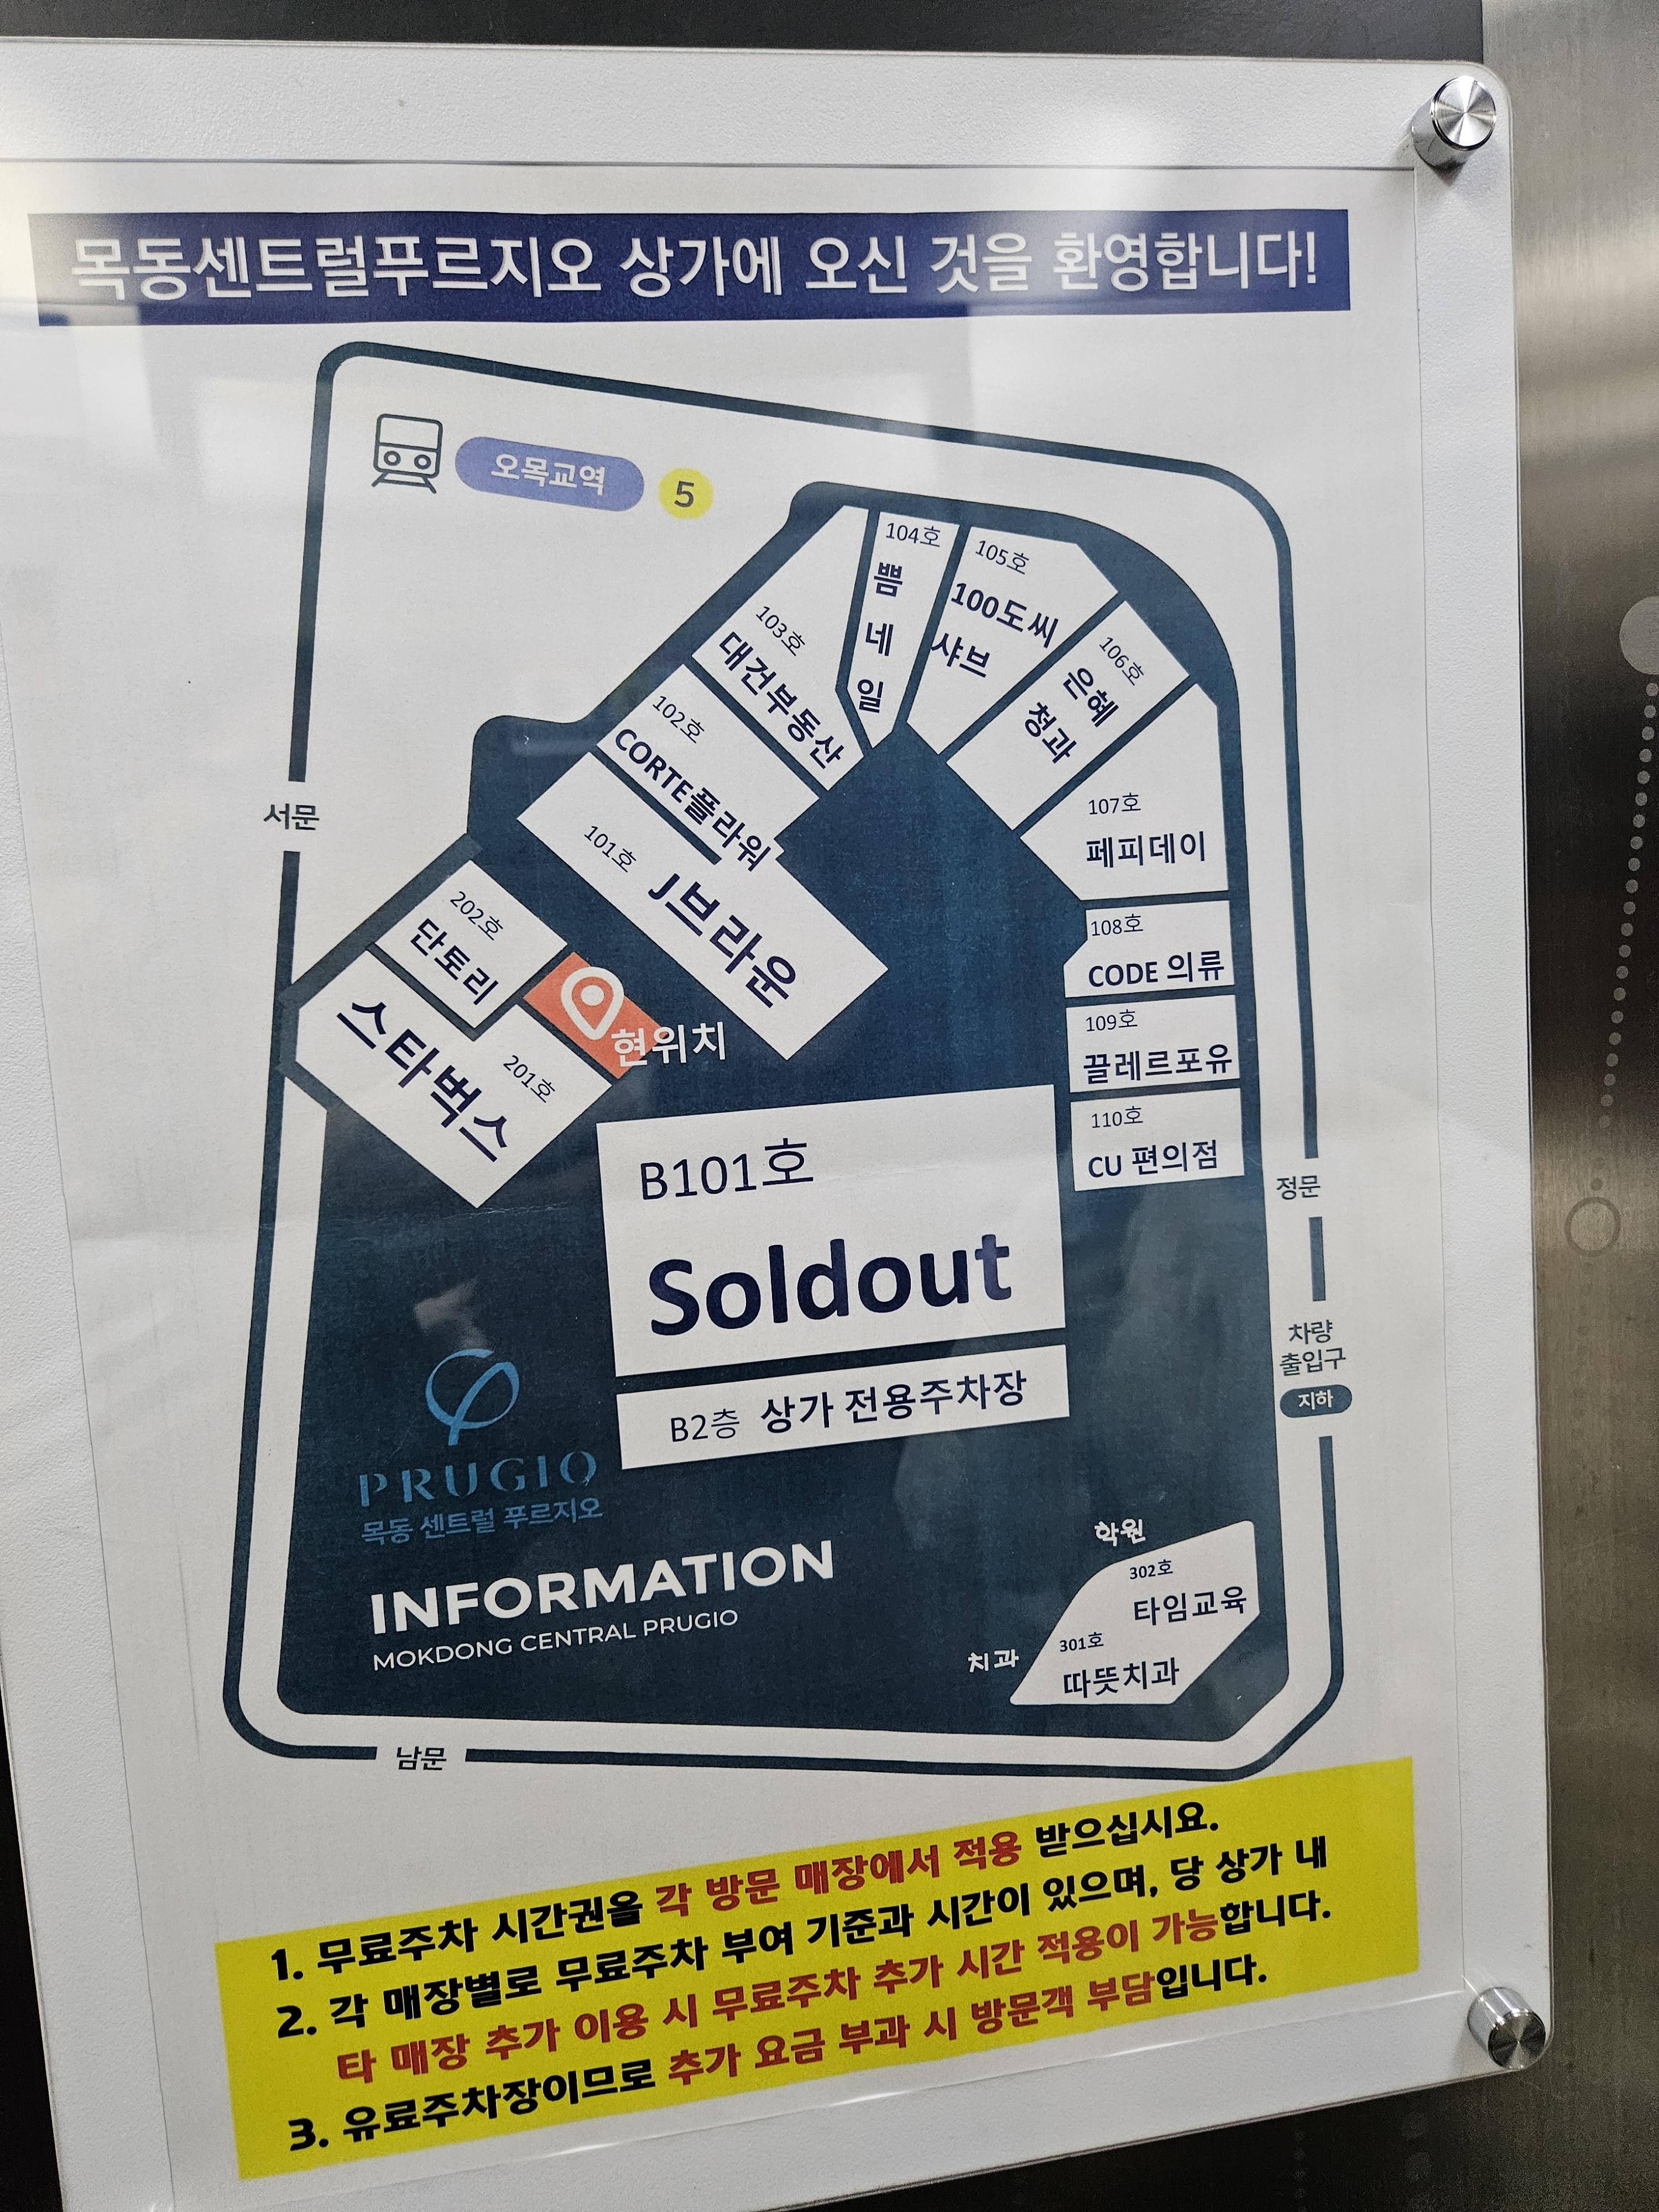 목동센트럴푸르지오 상가에 오신 것을 환영합니다!
오목교역 5
104호
쁨
네
일
105호
100도씨
샤브
103호
대건부동산
106호
은혜
청과
102호
CORTE플라워
107호
페피데이
서문
101호
J브라운
202호
단토리
108호
CODE 의류
현위치
109호
끌레르포유
201호
스타벅스
110호
CU 편의점
B101호
Soldout
정문
차량
출입구
지하
B2층 상가 전용주차장
PRUGIO
목동 센트럴 푸르지오
INFORMATION
MOKDONG CENTRAL PRUGIO
학원
302호
타임교육
치과
301호
따뜻치과
남문
1. 무료주차 시간권을 각 방문 매장에서 적용 받으십시요.
2. 각 매장별로 무료주차 부여 기준과 시간이 있으며, 당 상가 내
타 매장 추가 이용 시 무료주차 추가 시간 적용이 가능합니다.
3. 유료주차장이므로 추가 요금 부과 시 방문객 부담입니다.